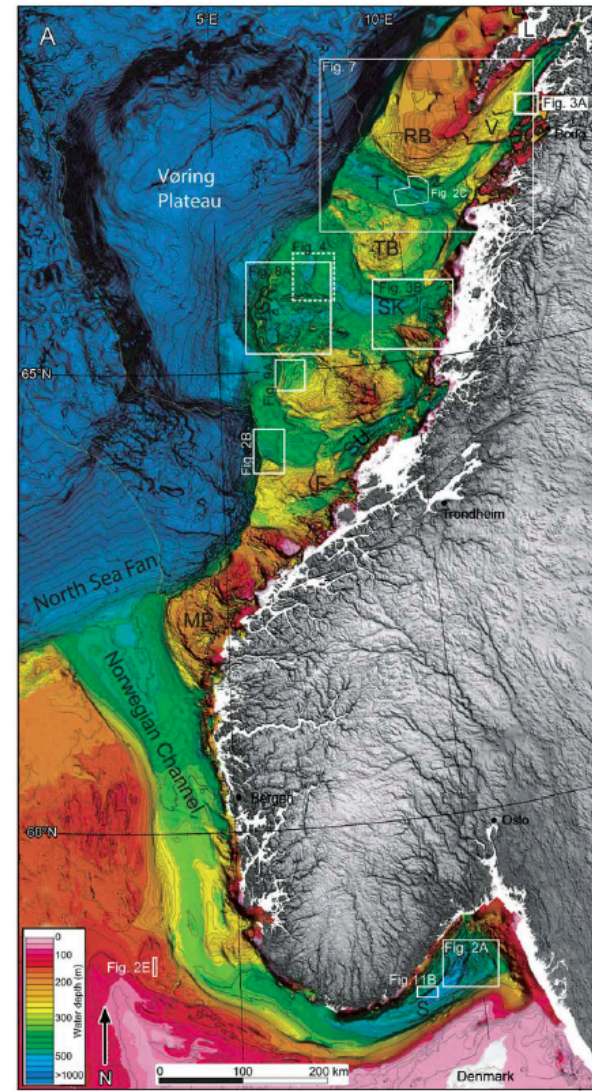 A
5°E
10°E
L
Fig. 7
Fig. 3A
Bodø
RB
V
Vøring
Plateau
T
Fig. 2C
TB
Fig. 8A
Fig. 3B
SK
65°N
H
Fig. 2B
F
Trondheim
North Sea Fan
MP
Norwegian Channel
Bergen
60°N
Oslo
0
100
200
300
500
>1000
Water depth (m)
Fig. 2E
Fig. 2A
Fig 11B
S
N
0
100
200 km
Denmark